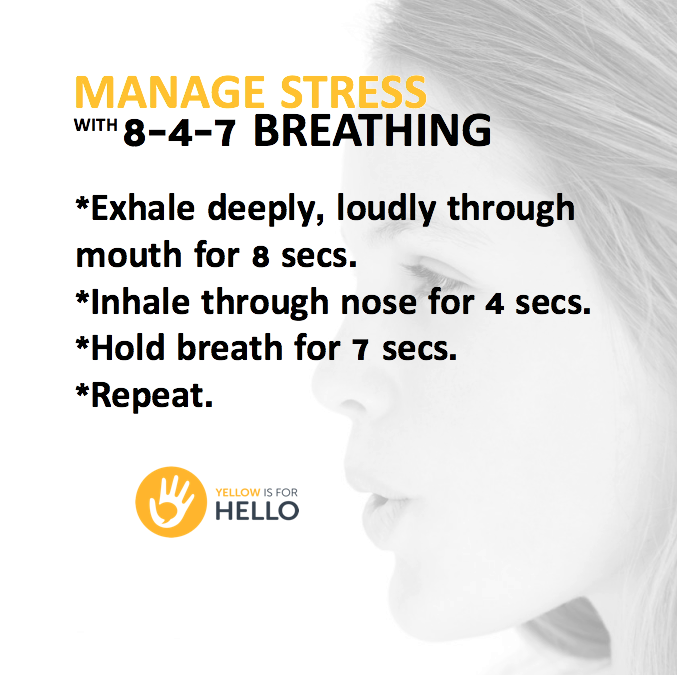 MANAGE STRESS
WITH 8-4-7 BREATHING
*Exhale deeply, loudly through
mouth for 8 secs.
*Inhale through nose for 4 secs.
*Hold breath for 7 secs.
*Repeat.
YELLOW IS FOR
HELLO